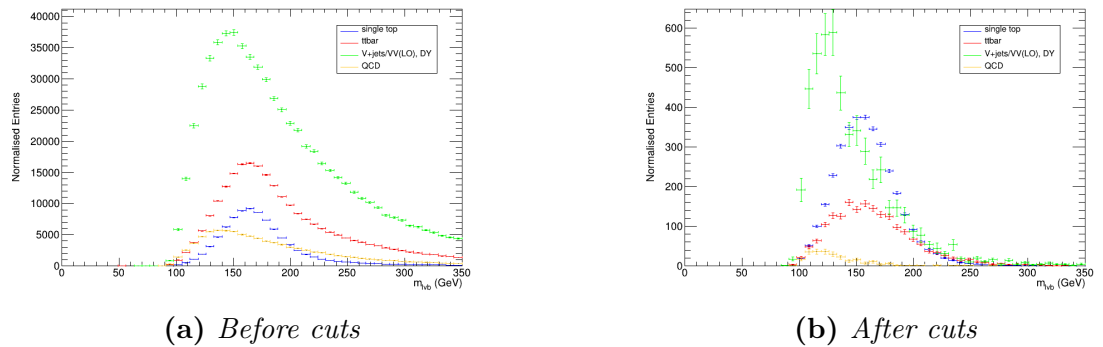 40000
35000
30000
25000
20000
15000
10000
5000
0
Normalised Entries
single top
ttbar
V+jets/VV(LO), DY
QCD
0 50 100 150 200 250 300 350
m_lνb (GeV)
(a) Before cuts
600
500
400
300
200
100
0
Normalised Entries
single top
ttbar
V+jets/VV(LO), DY
QCD
0 50 100 150 200 250 300 350
m_lνb (GeV)
(b) After cuts